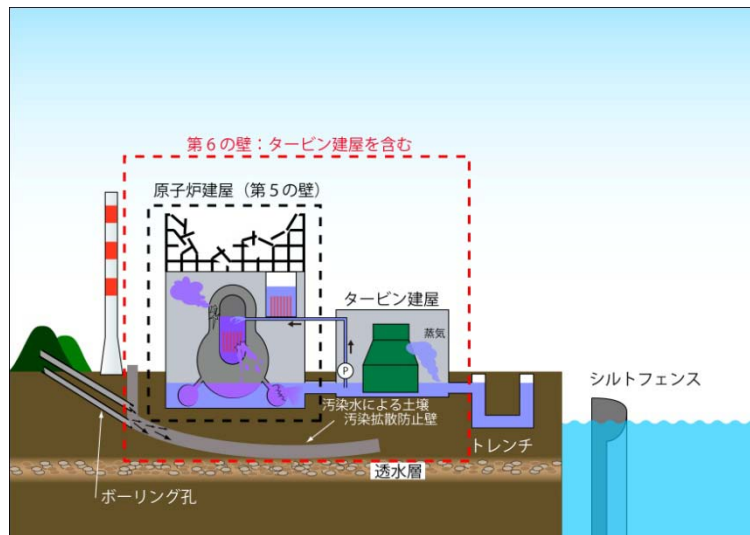 第６の壁：タービン建屋を含む
原子炉建屋（第５の壁）
タービン建屋
蒸気
P
シルトフェンス
汚染水による土壌
汚染拡散防止壁
トレンチ
透水層
ボーリング孔